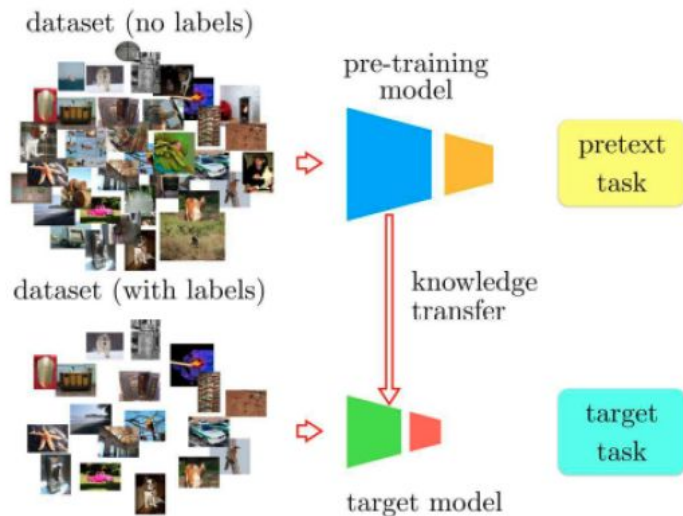 dataset (no labels)
pre-training
model
pretext
task
knowledge
transfer
dataset (with labels)
target
task
target model